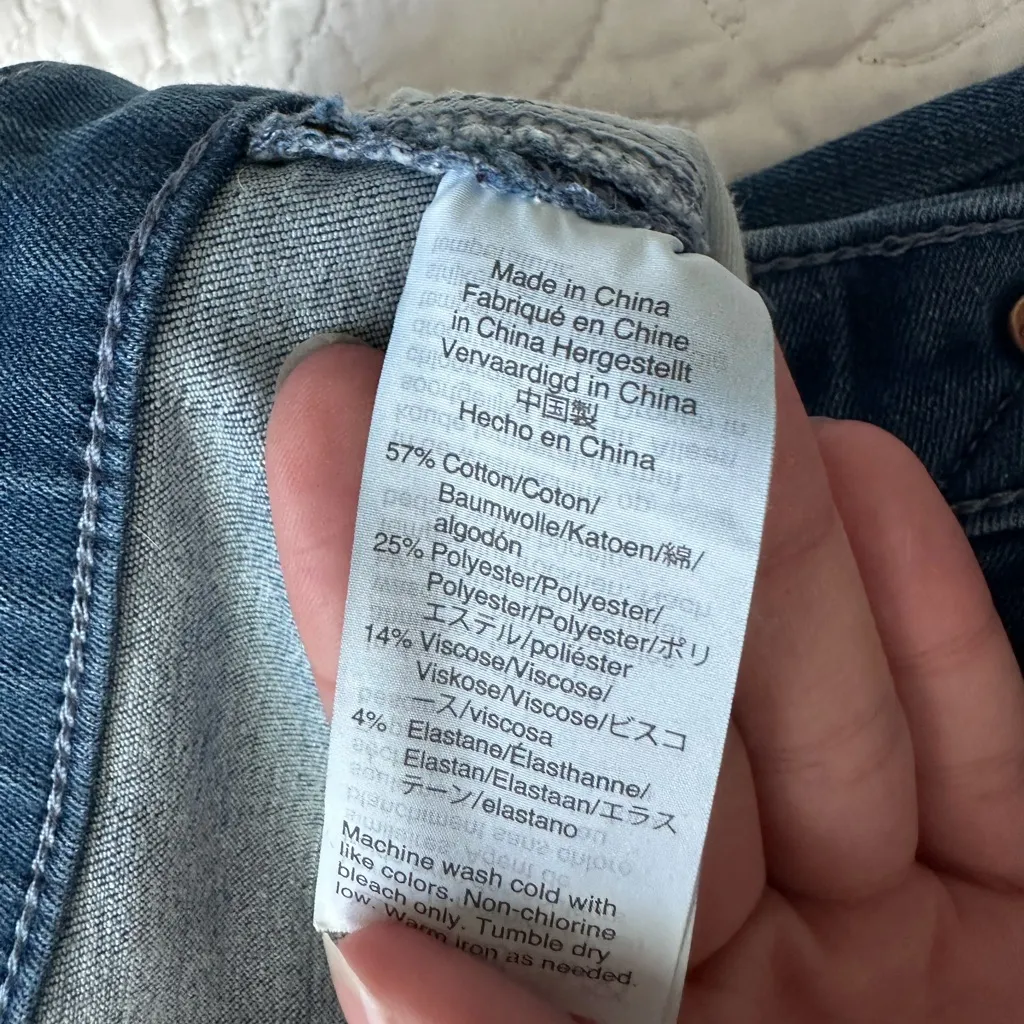 Made in China
Fabriqué en Chine
in China Hergestellt
Vervaardigd in China
中国製
Hecho en China
57% Cotton/Coton/
Baumwolle/Katoen/綿/
algodón
25% Polyester/Polyester/
Polyester/Polyester/ポリ
エステル/poliéster
14% Viscose/Viscose/
Viskose/Viscose/ビスコ
ース/viscosa
4% Elastane/Élasthanne/
Elastan/Elastaan/エラス
テーン/elastano
Machine wash cold with
like colors. Non-chlorine
bleach only. Tumble dry
low. Warm iron as needed.